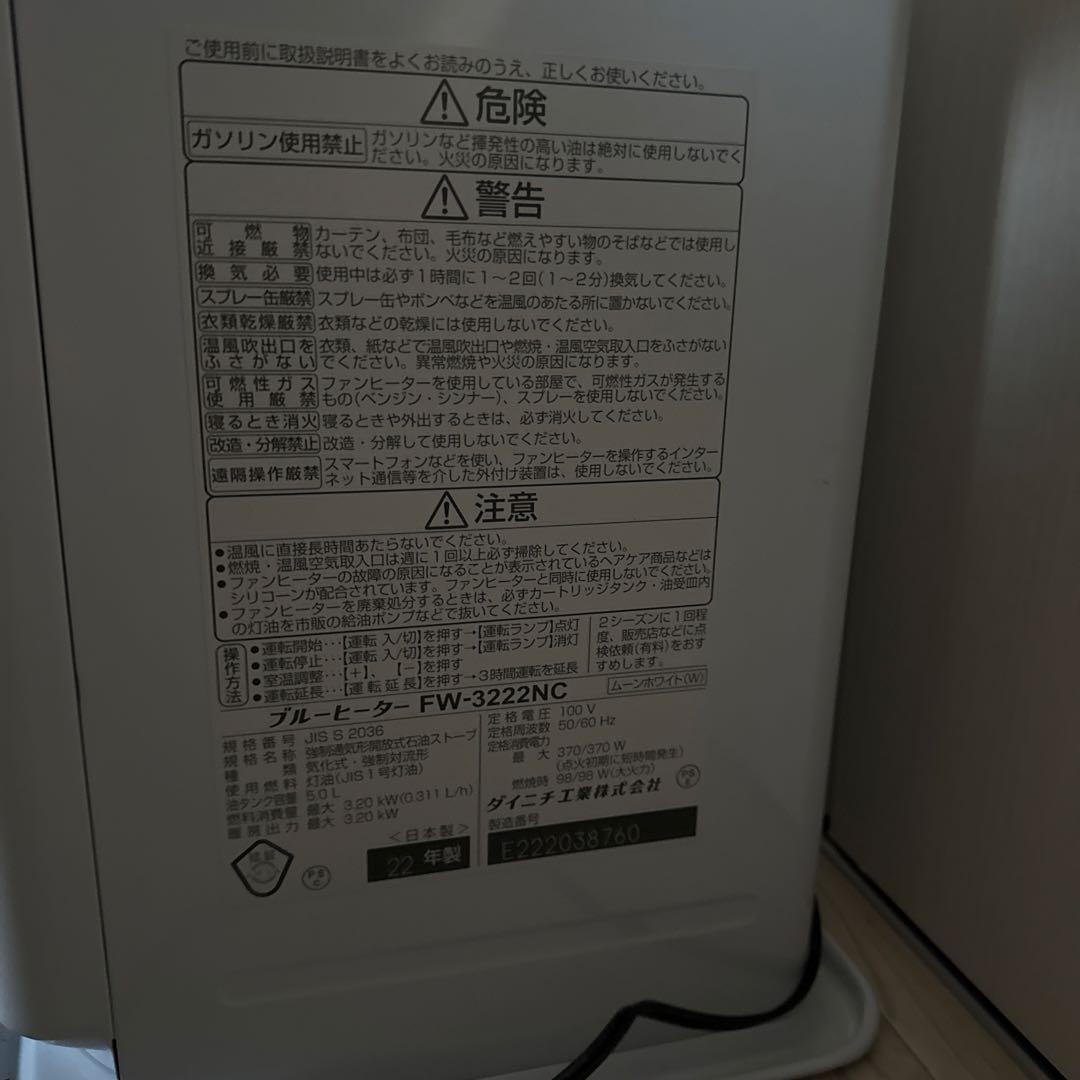 ご使用前に取扱説明書をよくお読みのうえ、正しくお使いください。
危険
ガソリン使用禁止 ガソリンなど揮発性の高い油は絶対に使用しないでく
ださい。火災の原因になります。
警告
可燃物 カーテン、布団、毛布など燃えやすい物のそばなどでは使用し
近接厳禁 ないでください。火災の原因になります。
換気必要 使用中は必ず1時間に1〜2回(1〜2分)換気してください。
スプレー缶厳禁 スプレー缶やボンベなどを温風のあたる所に置かないでください。
衣類乾燥厳禁 衣類などの乾燥には使用しないでください。
温風吹出口を 衣類、紙などで温風吹出口や燃焼・温風空気取入口をふさがない
ふさがない でください。異常燃焼や火災の原因になります。
可燃性ガス ファンヒーターを使用している部屋で、可燃性ガスが発生する
使用厳禁 もの(ベンジン・シンナー)、スプレーを使用しないでください。
寝るとき消火 寝るときや外出するときは、必ず消火してください。
改造・分解禁止 改造・分解して使用しないでください。
遠隔操作厳禁 スマートフォンなどを使い、ファンヒーターを操作するインター
ネット通信等を介した外付け装置は、使用しないでください。
注意
●温風に直接長時間あたらないでください。
●燃焼・温風空気取入口は週に1回以上必ず掃除してください。
●ファンヒーターの故障の原因になることが表示されているヘアケア商品などは
シリコーンが配合されています。ファンヒーターと同時に使用しないでください。
●ファンヒーターを廃棄処分するときは、必ずカートリッジタンク・油受皿内
の灯油を市販の給油ポンプなどで抜いてください。
操作方法
●運転開始‥‥【運転 入/切】を押す→【運転ランプ】点灯
●運転停止‥‥【運転 入/切】を押す→【運転ランプ】消灯
●室温調整‥‥【+】、【−】を押す
●運転延長‥‥【運転延長】を押す→3時間運転を延長
2シーズンに1回程
度、販売店などに点
検依頼(有料)をおす
すめします。
ブルーヒーター FW-3222NC
ムーンホワイト(W)
規格番号 JIS S 2036
規格名称 強制通気形開放式石油ストーブ
種類 気化式・強制対流形
使用燃料 灯油(JIS1号灯油)
油タンク容量 5.0L
燃料消費量 最大 3.20 kW(0.311 L/h)
暖房出力 最大 3.20 kW
<日本製>
22 年製
PSC
定格電圧 100 V
定格周波数 50/60 Hz
定格消費電力
最大 370/370 W
(点火初期に短時間発生)
燃焼時 98/98 W(大火力)
PSE
ダイニチ工業株式会社
製造番号
E222038760